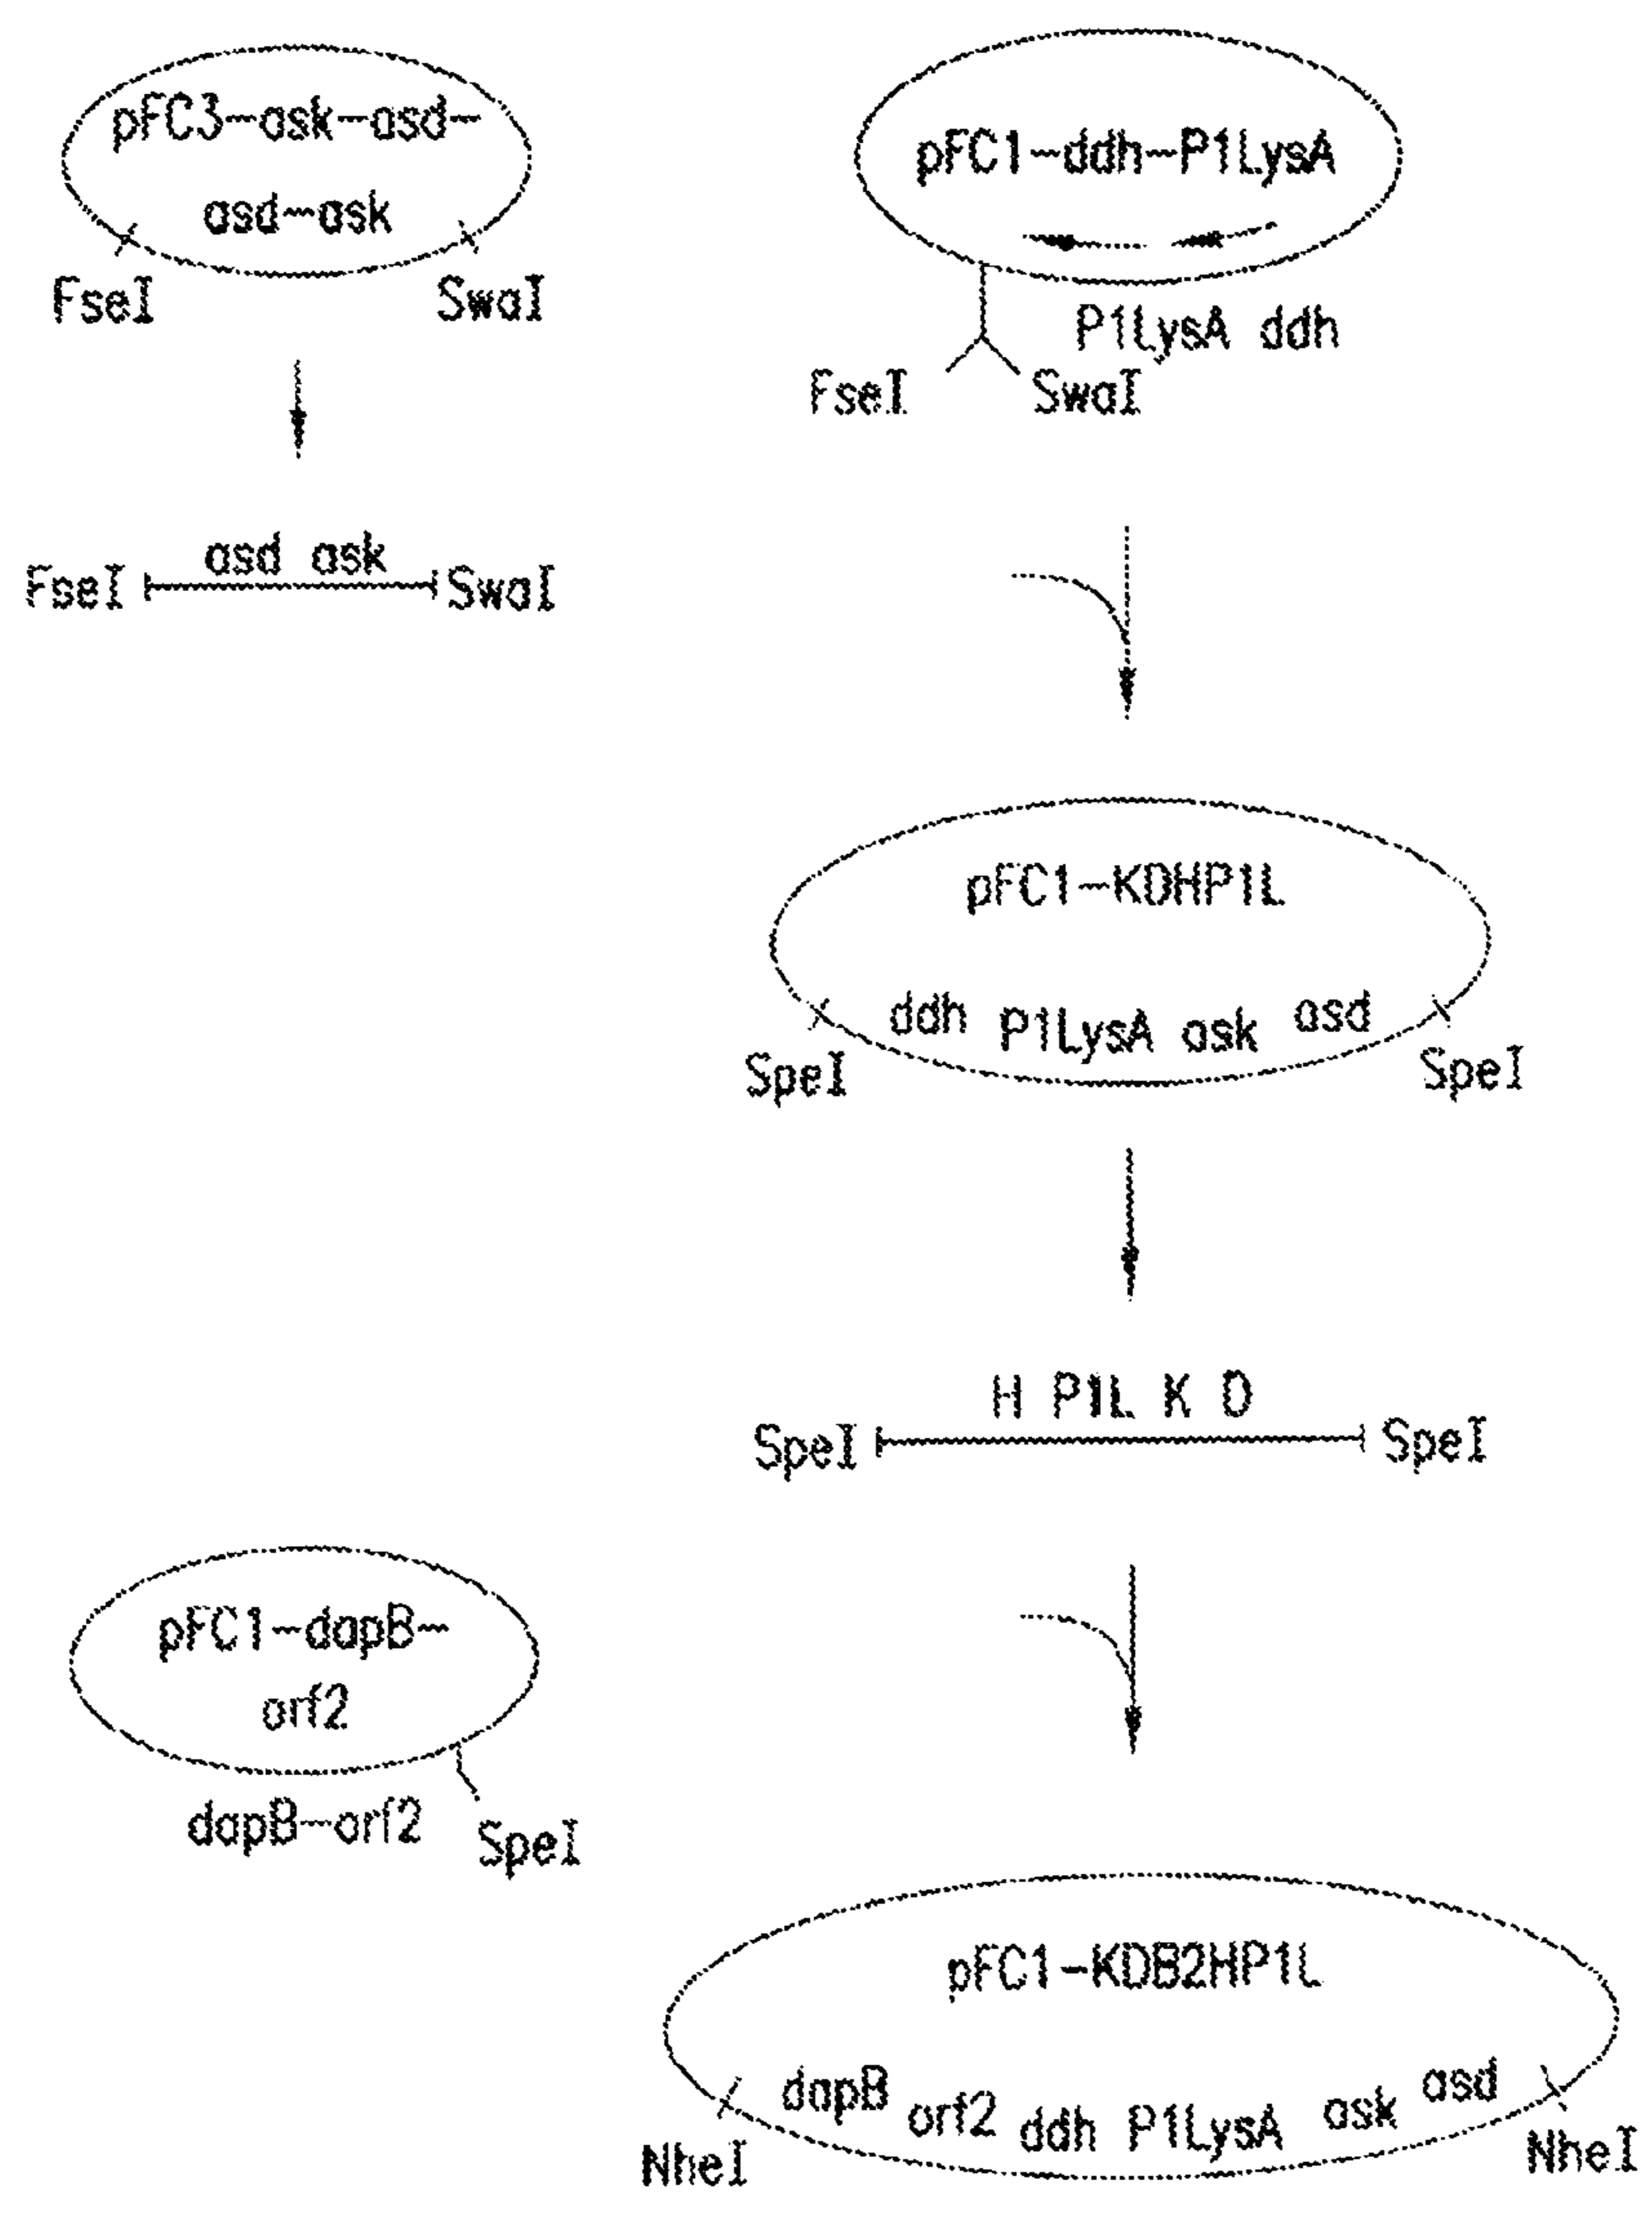 pFC3-ask-asd-
asd-ask
FseI SwaI
pFC1-ddh-P1LysA
P1LysA ddh
FseI SwaI
asd ask
FseI SwaI
pFC1-KDHP1L
ddh P1LysA ask asd
SpeI SpeI
H P1L K D
SpeI SpeI
pFC1-dapB-
orf2
dapB-orf2 SpeI
pFC1-KDB2HP1L
dapB orf2 ddh P1LysA ask asd
NheI NheI